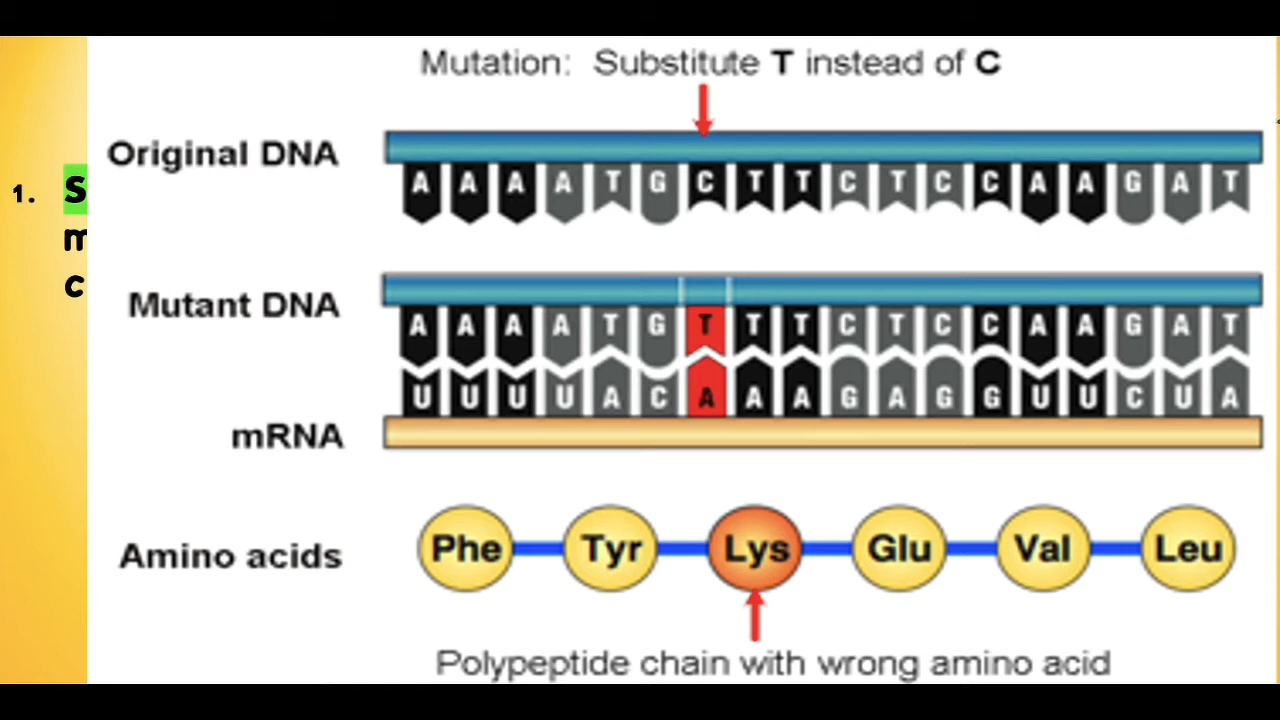 Mutation: Substitute T instead of C
Original DNA
A A A A T G C T T C T C C A A G A T
1. S
m
c
Mutant DNA
A A A A T G T T T C T C C A A G A T
U U U U A C A A A G A G G U U C U A
mRNA
Amino acids
Phe Tyr Lys Glu Val Leu
Polypeptide chain with wrong amino acid